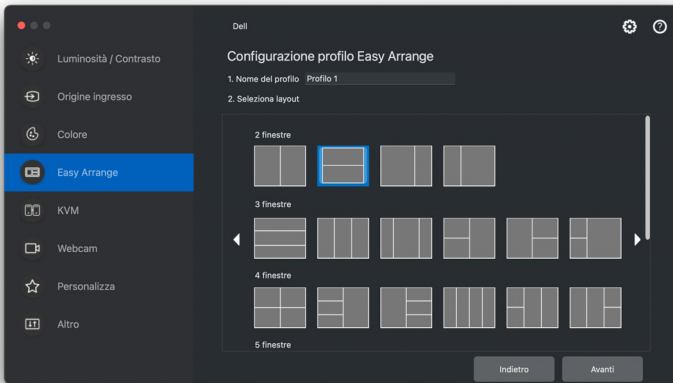 Dell
Luminosità / Contrasto
Origine ingresso
Colore
Easy Arrange
KVM
Webcam
Personalizza
Altro
Configurazione profilo Easy Arrange
1. Nome del profilo Profilo 1
2. Seleziona layout
2 finestre
3 finestre
4 finestre
5 finestre
Indietro
Avanti